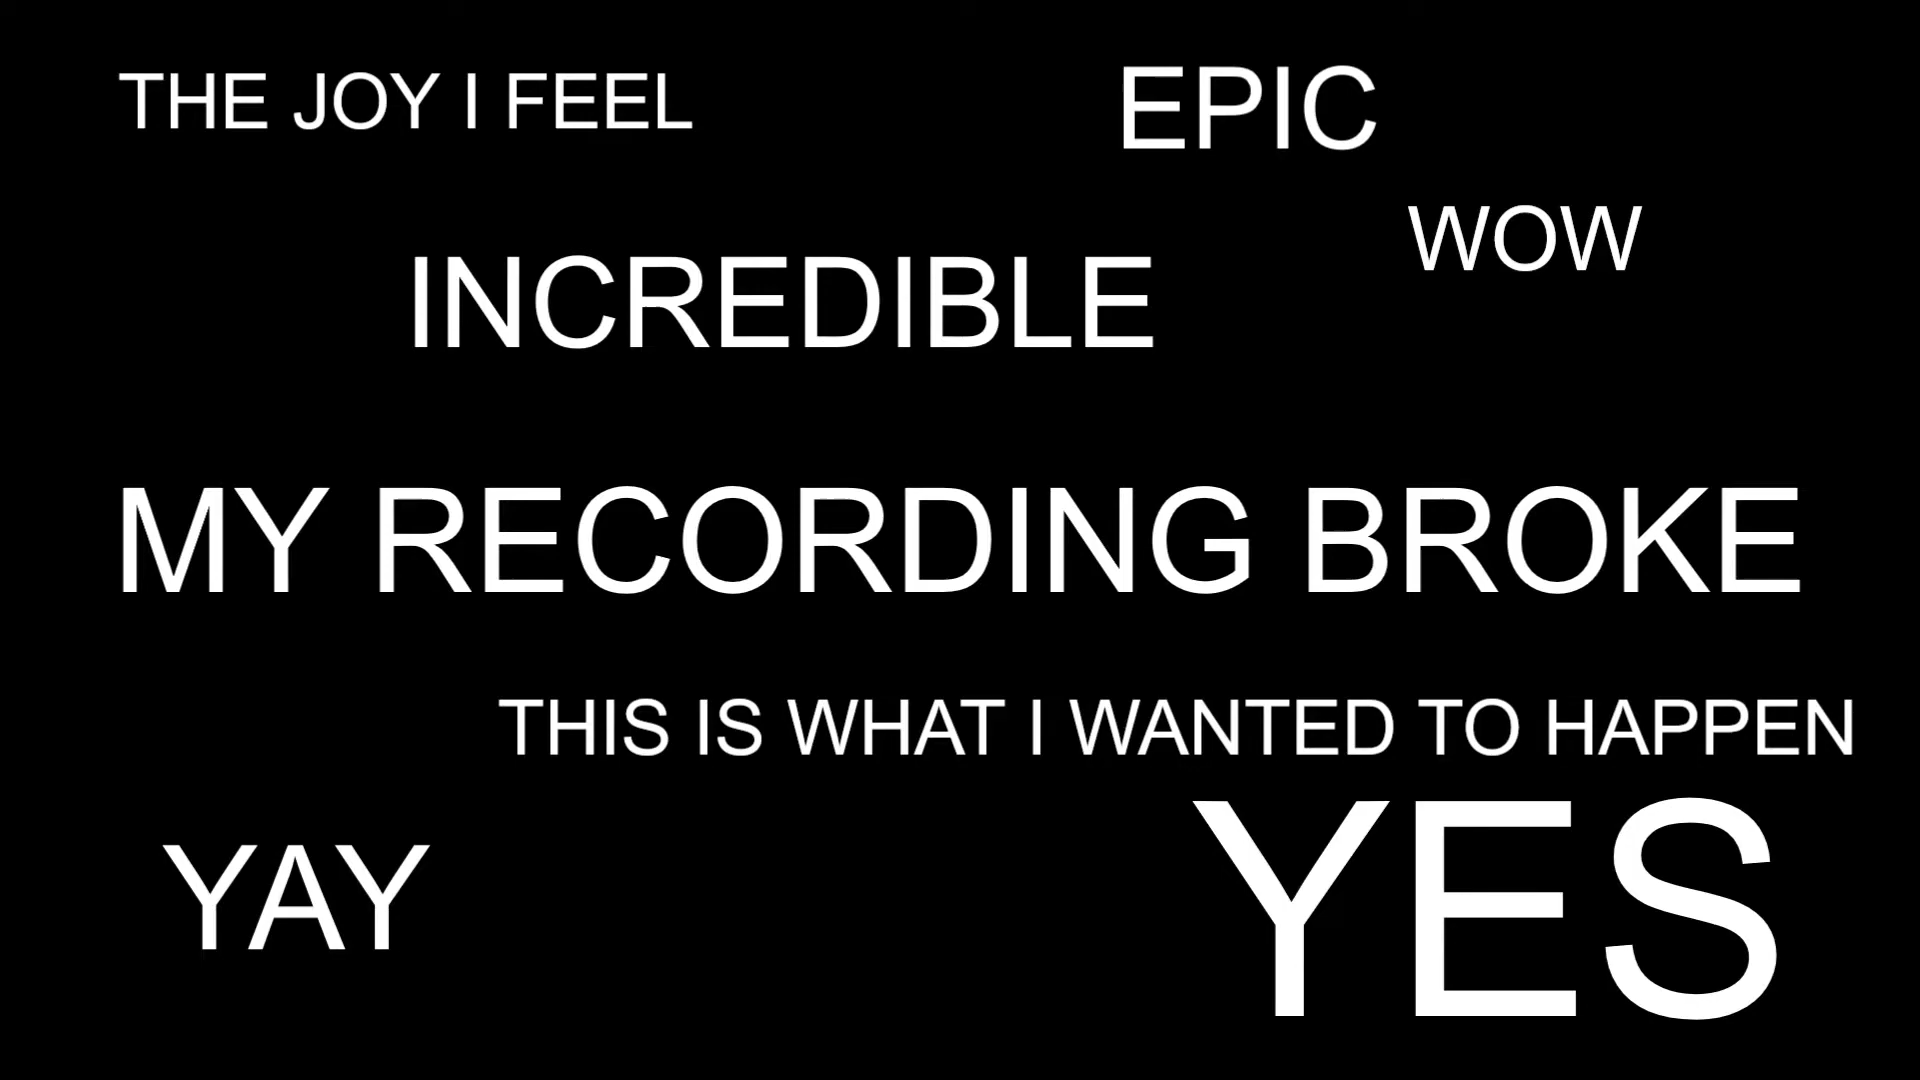 THE JOY I FEEL
EPIC
WOW
INCREDIBLE
MY RECORDING BROKE
THIS IS WHAT I WANTED TO HAPPEN
YAY
YES